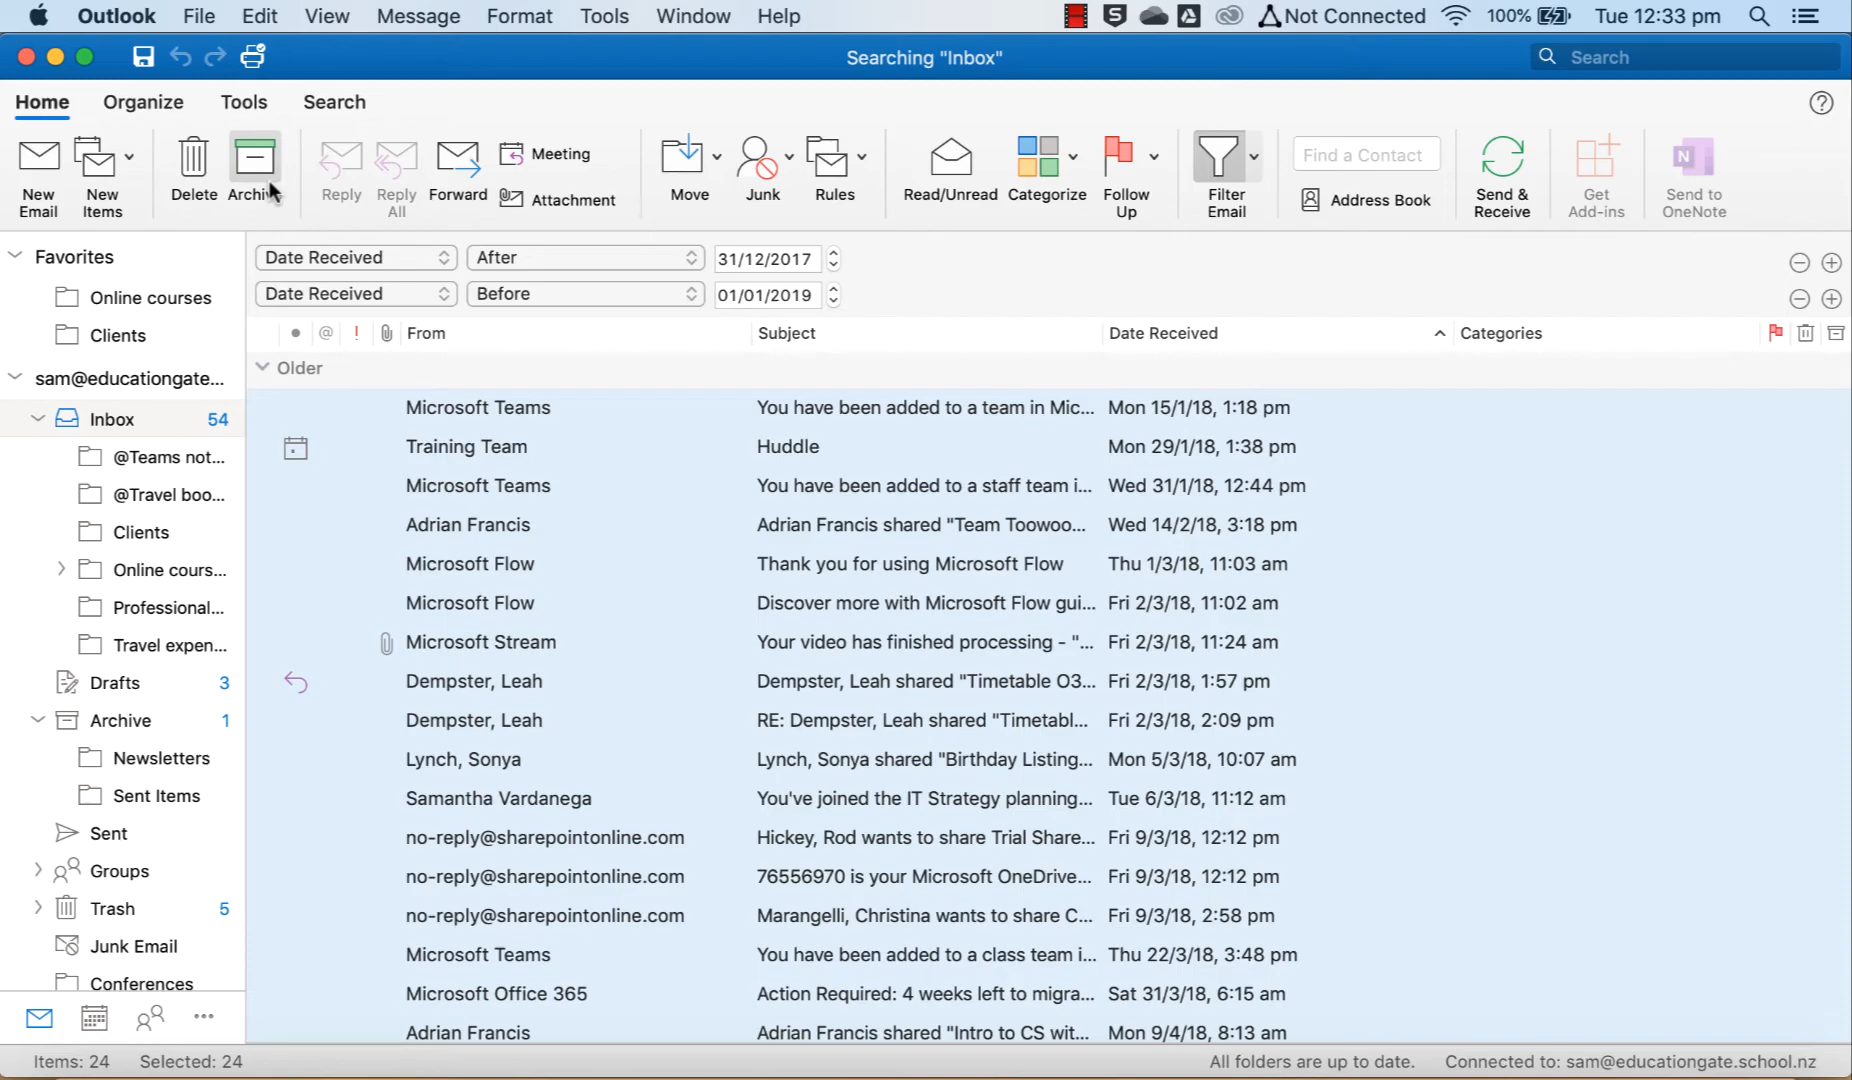 Outlook File Edit View Message Format Tools Window Help Not Connected 100% Tue 12:33 pm
Searching "Inbox" Search
Home Organize Tools Search
New Email New Items Delete Archiv Reply Reply All Forward Meeting Attachment Move Junk Rules Read/Unread Categorize Follow Up Filter Email Find a Contact Address Book Send & Receive Get Add-ins Send to OneNote
Favorites
Online courses
Clients
sam@educationgate...
Inbox 54
@Teams not...
@Travel boo...
Clients
Online cours...
Professional...
Travel expen...
Drafts 3
Archive 1
Newsletters
Sent Items
Sent
Groups
Trash 5
Junk Email
Conferences
Date Received After 31/12/2017
Date Received Before 01/01/2019
@ ! From Subject Date Received Categories
Older
Microsoft Teams You have been added to a team in Mic... Mon 15/1/18, 1:18 pm
Training Team Huddle Mon 29/1/18, 1:38 pm
Microsoft Teams You have been added to a staff team i... Wed 31/1/18, 12:44 pm
Adrian Francis Adrian Francis shared "Team Toowoo... Wed 14/2/18, 3:18 pm
Microsoft Flow Thank you for using Microsoft Flow Thu 1/3/18, 11:03 am
Microsoft Flow Discover more with Microsoft Flow gui... Fri 2/3/18, 11:02 am
Microsoft Stream Your video has finished processing - "... Fri 2/3/18, 11:24 am
Dempster, Leah Dempster, Leah shared "Timetable O3... Fri 2/3/18, 1:57 pm
Dempster, Leah RE: Dempster, Leah shared "Timetabl... Fri 2/3/18, 2:09 pm
Lynch, Sonya Lynch, Sonya shared "Birthday Listing... Mon 5/3/18, 10:07 am
Samantha Vardanega You've joined the IT Strategy planning... Tue 6/3/18, 11:12 am
no-reply@sharepointonline.com Hickey, Rod wants to share Trial Share... Fri 9/3/18, 12:12 pm
no-reply@sharepointonline.com 76556970 is your Microsoft OneDrive... Fri 9/3/18, 12:12 pm
no-reply@sharepointonline.com Marangelli, Christina wants to share C... Fri 9/3/18, 2:58 pm
Microsoft Teams You have been added to a class team i... Thu 22/3/18, 3:48 pm
Microsoft Office 365 Action Required: 4 weeks left to migra... Sat 31/3/18, 6:15 am
Adrian Francis Adrian Francis shared "Intro to CS wit... Mon 9/4/18, 8:13 am
Items: 24 Selected: 24 All folders are up to date. Connected to: sam@educationgate.school.nz